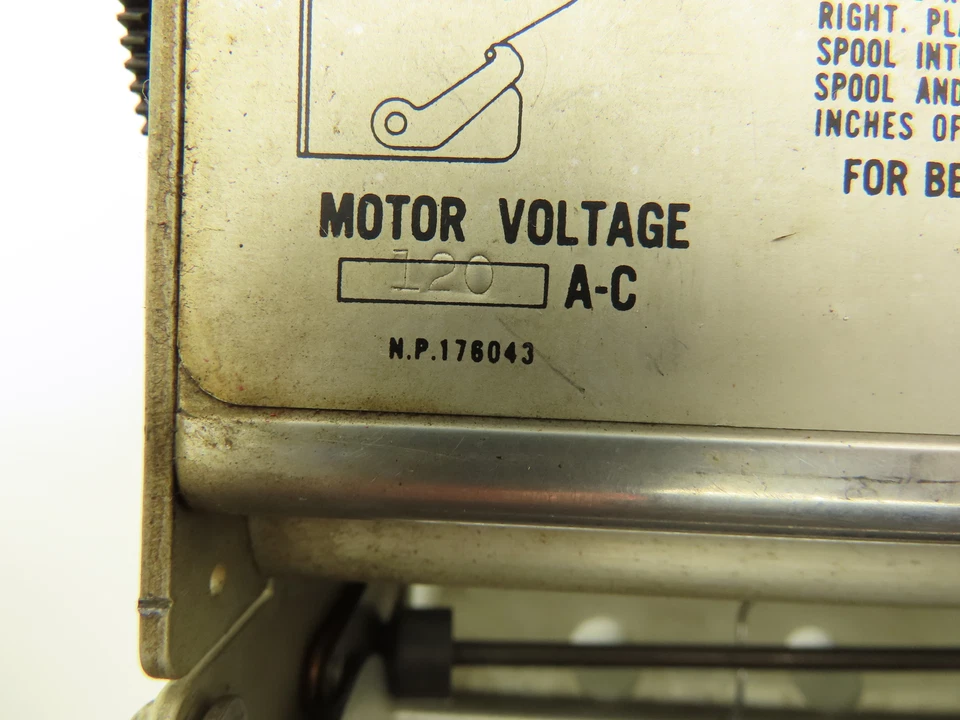 RIGHT. PL
SPOOL INT
SPOOL AND
INCHES OF
FOR BE
MOTOR VOLTAGE
120 A-C
N.P.176043